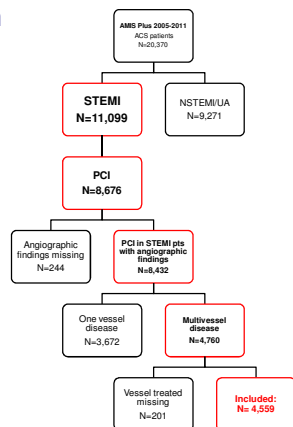 AMIS Plus 2005-2011
ACS patients
N=20,370
STEMI
N=11,099
NSTEMI/UA
N=9,271
PCI
N=8,676
Angiographic
findings missing
N=244
PCI in STEMI pts
with angiographic
findings
N=8,432
One vessel
disease
N=3,672
Multivessel
disease
N=4,760
Vessel treated
missing
N=201
Included:
N= 4,559